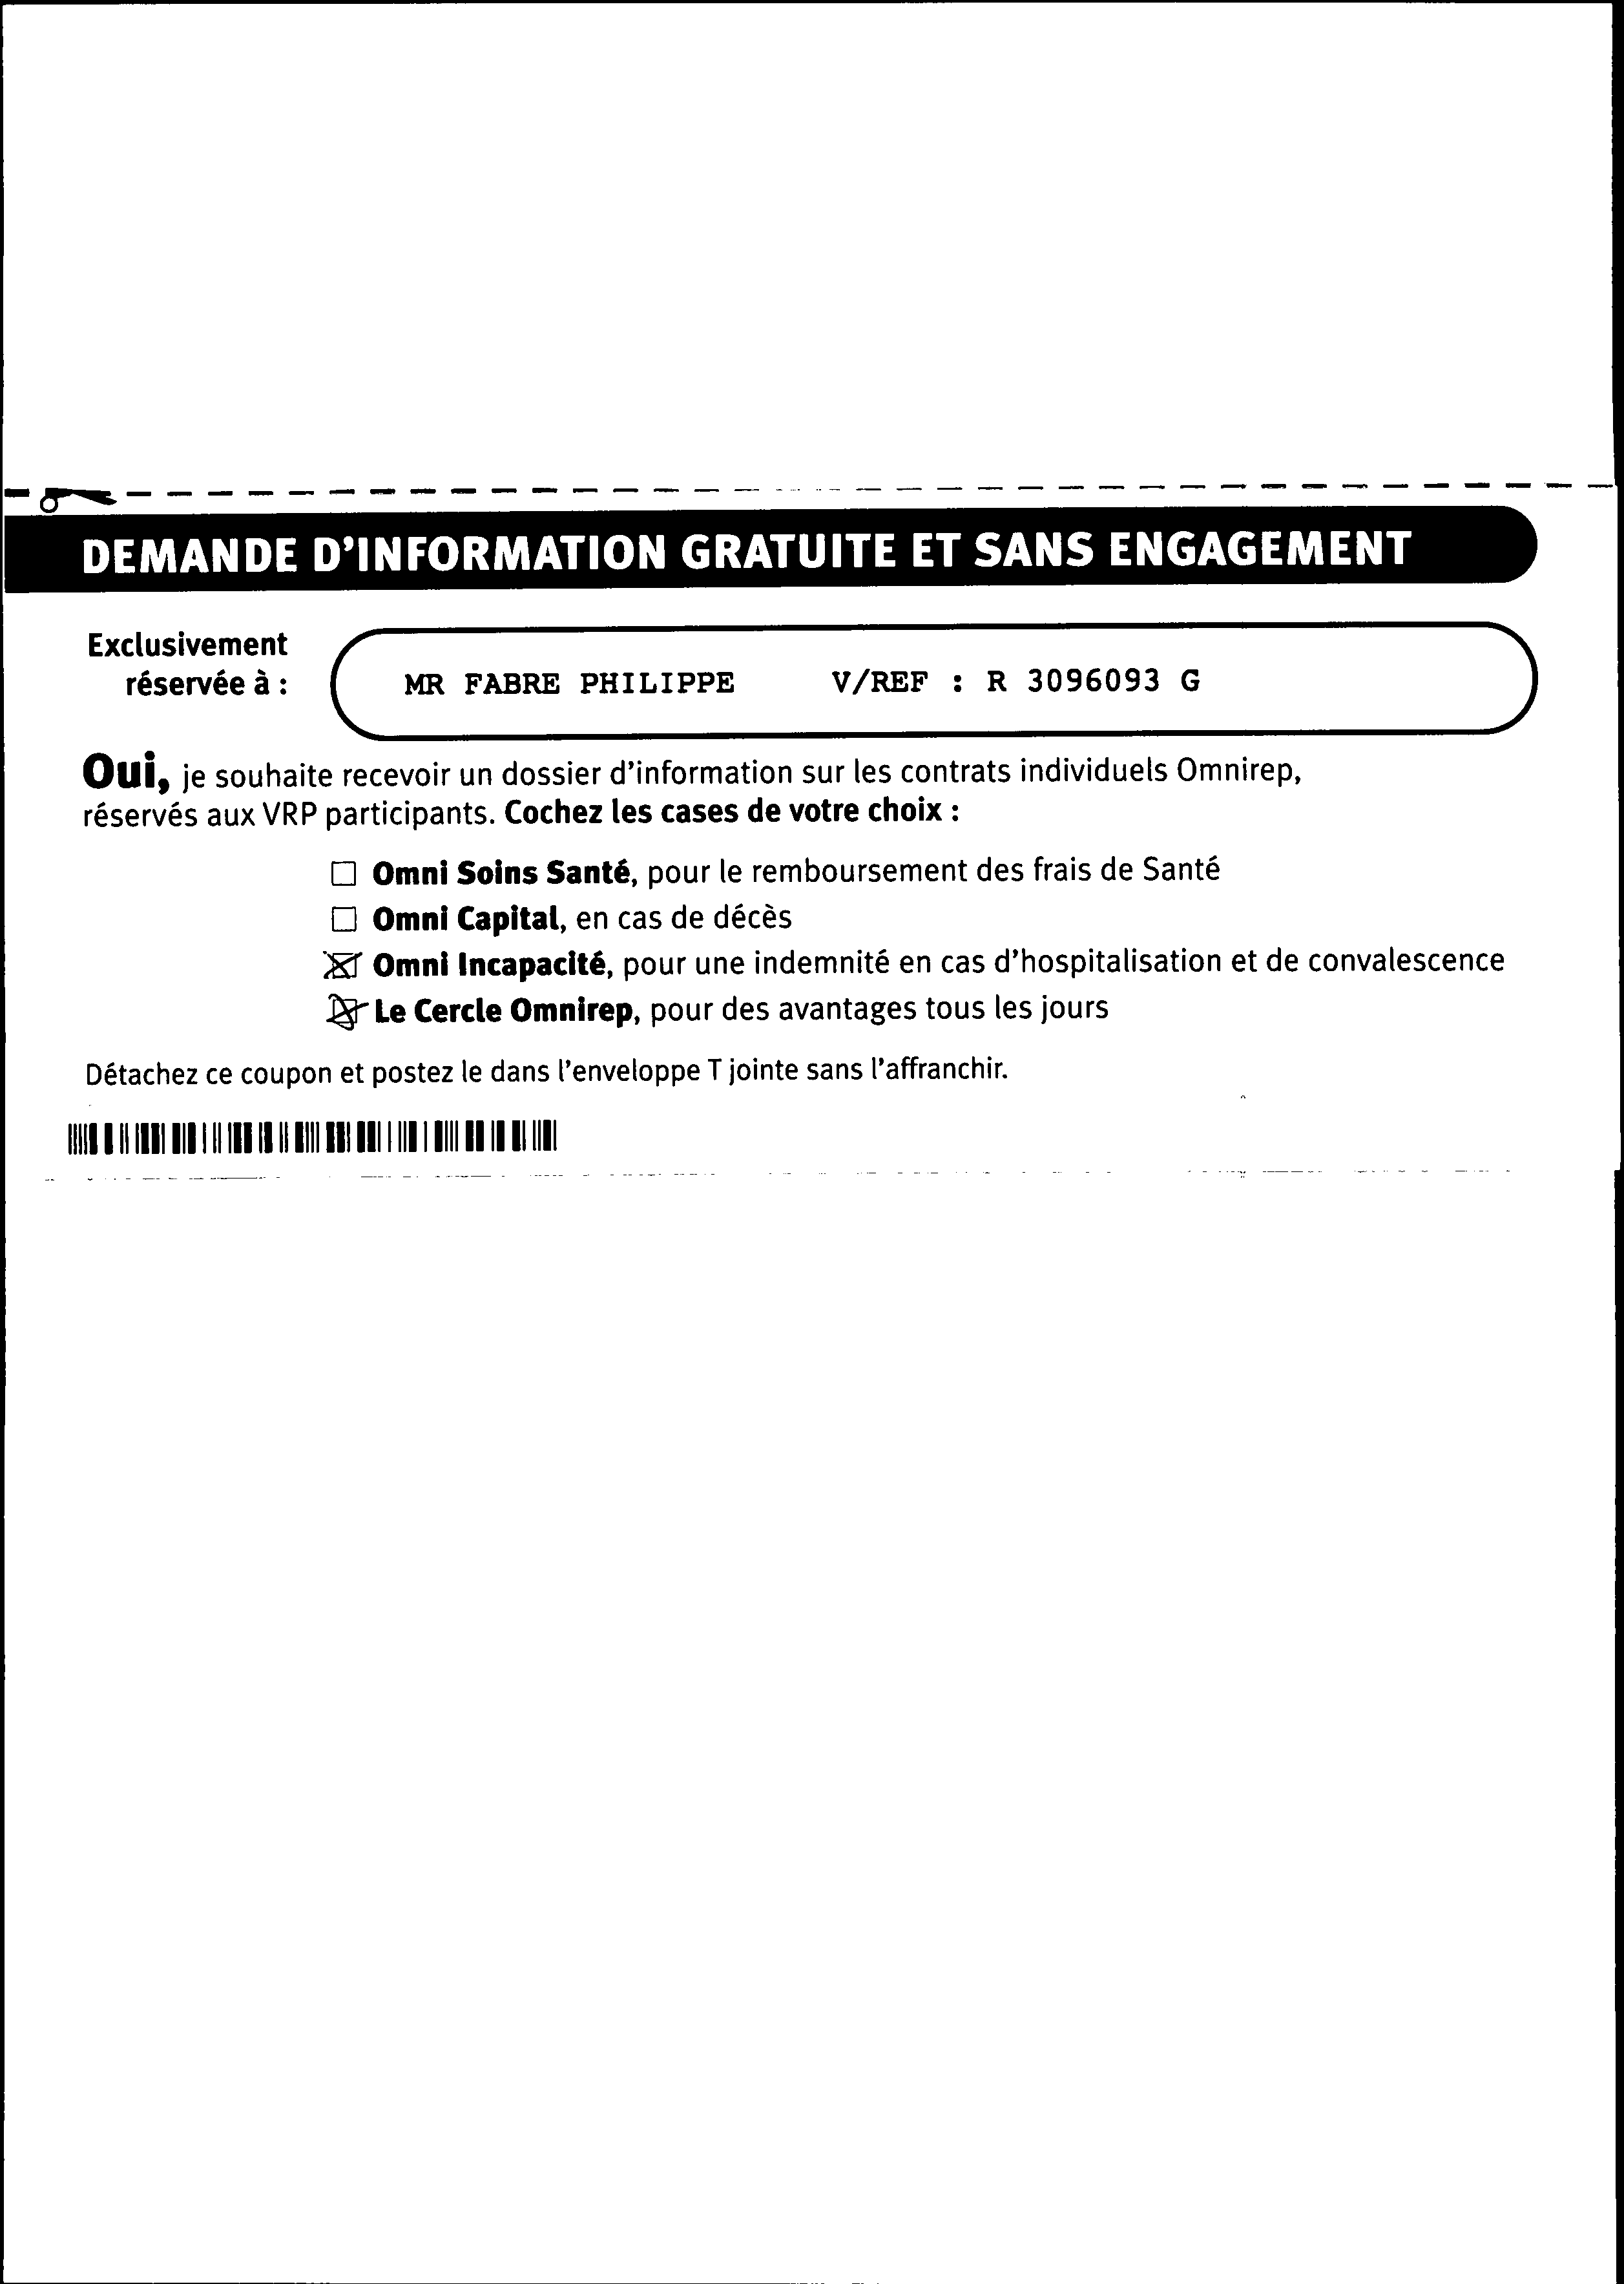 DEMANDE D'INFORMATION GRATUITE ET SANS ENGAGEMENT
Exclusivement
réservée à :
MR FABRE PHILIPPE V/REF : R 3096093 G
Oui, je souhaite recevoir un dossier d'information sur les contrats individuels Omnirep,
réservés aux VRP participants. Cochez les cases de votre choix :
☐ Omni Soins Santé, pour le remboursement des frais de Santé
☐ Omni Capital, en cas de décès
☒ Omni Incapacité, pour une indemnité en cas d'hospitalisation et de convalescence
☒ Le Cercle Omnirep, pour des avantages tous les jours
Détachez ce coupon et postez le dans l'enveloppe T jointe sans l'affranchir.